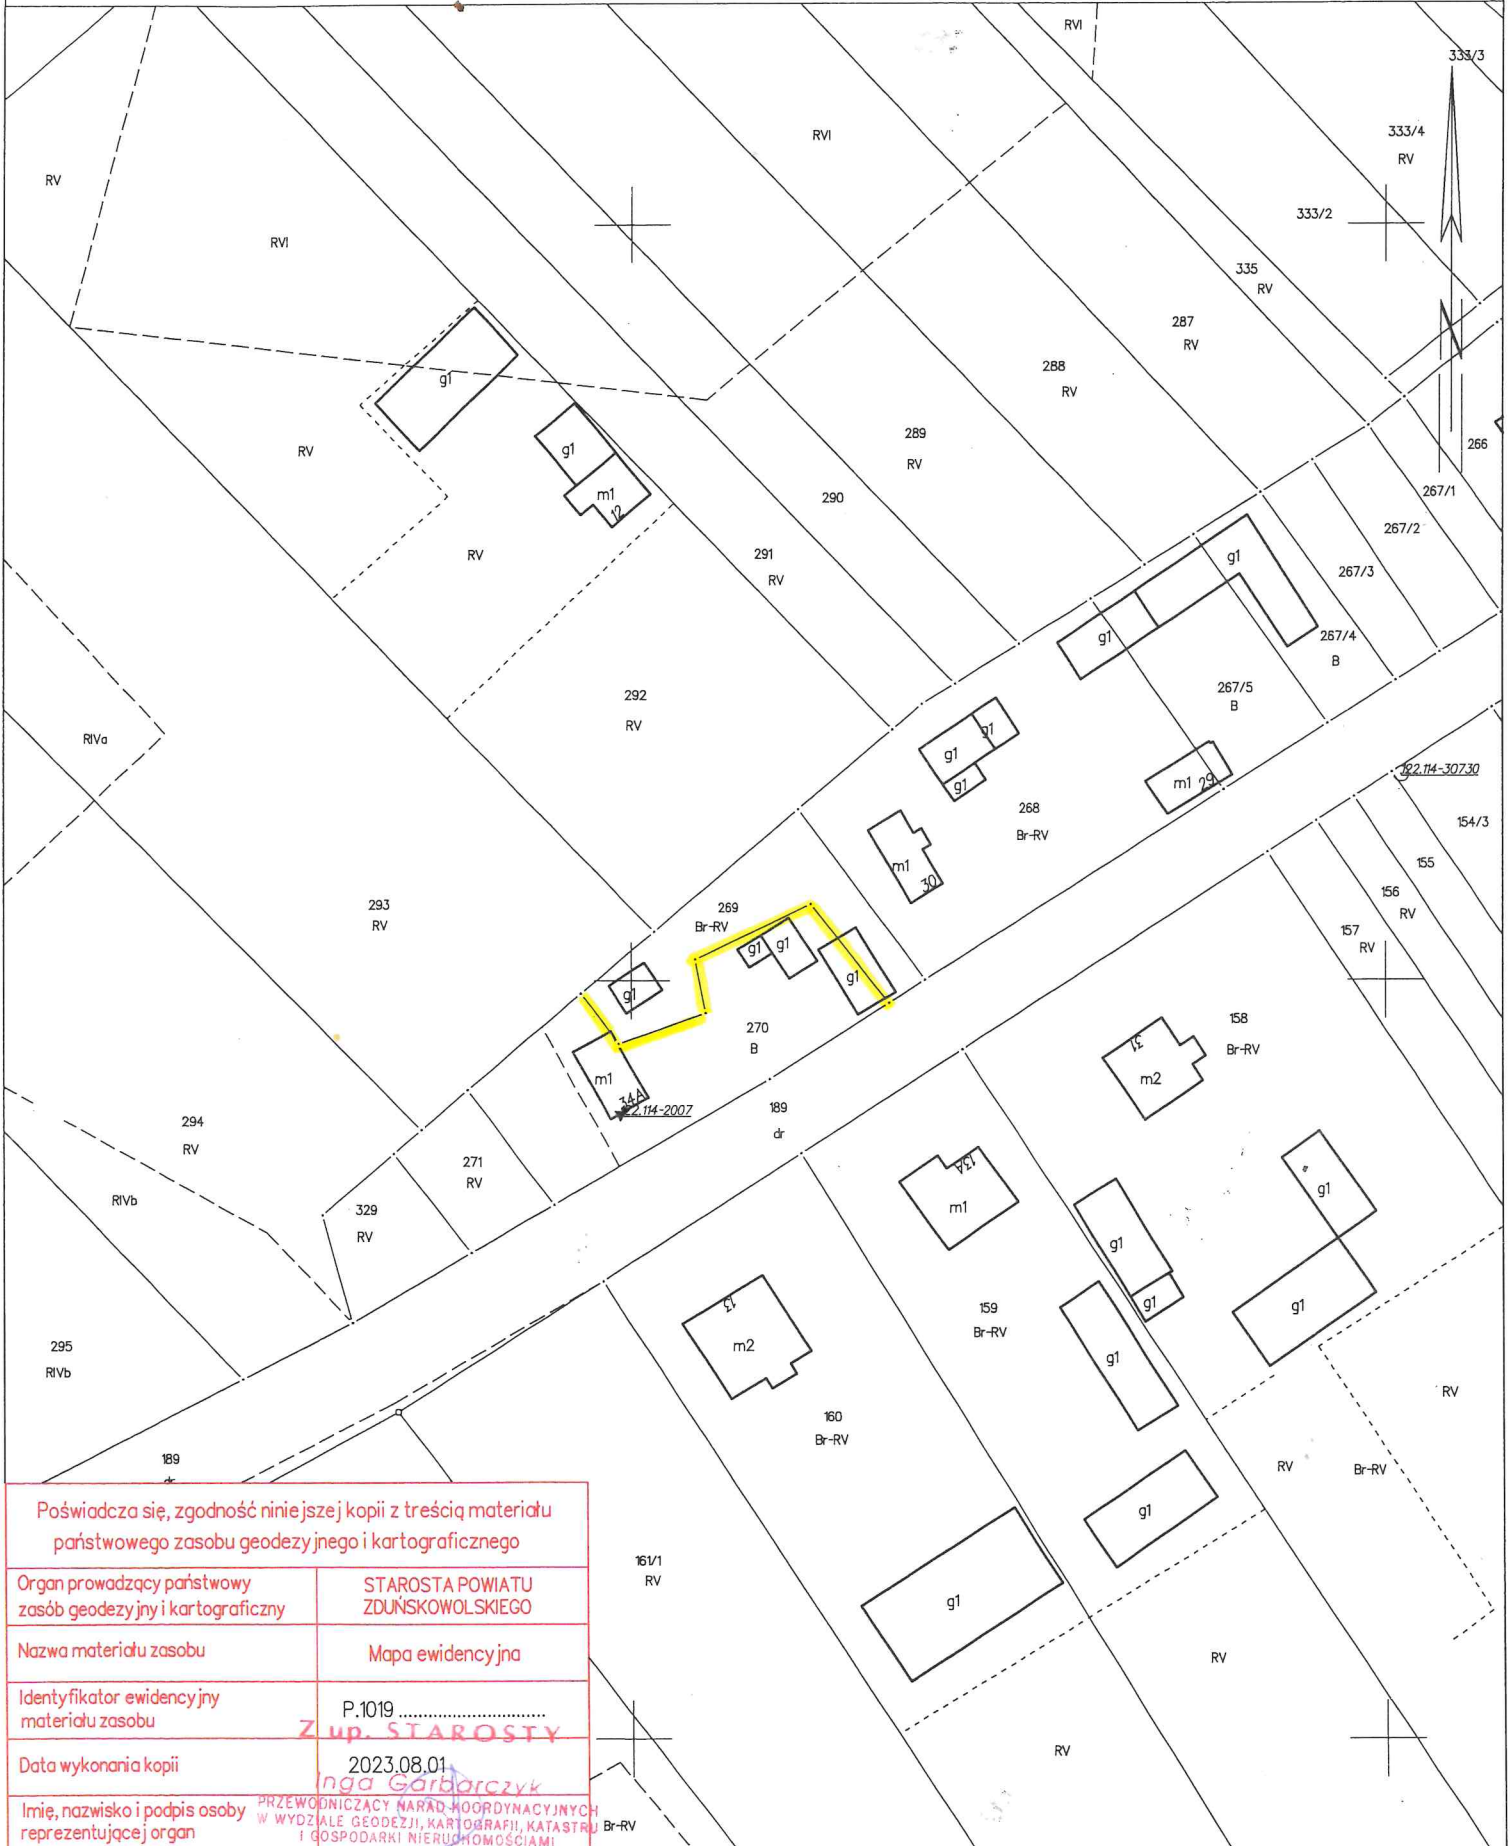 RVI
333/3
333/4
RV
RVI
RV
333/2
RVI
335
RV
287
RV
288
RV
g1
289
RV
266
RV
g1
267/1
290
m1
12
267/2
RV
291
RV
g1
267/3
g1
267/4
B
292
RV
267/5
B
RIVa
g1
g1
g1
m1 29
122.114-30730
268
Br-RV
154/3
m1
30
155
156
RV
293
RV
269
Br-RV
157
RV
g1
g1
g1
g1
270
B
158
Br-RV
31
m2
m1
34A
122.114-2007
189
dr
294
RV
271
RV
13A
m1
RIVb
329
RV
g1
g1
g1
g1
13
m2
159
Br-RV
g1
295
RIVb
RV
160
Br-RV
189
dr
RV
Br-RV
g1
161/1
RV
g1
RV
RV
Br-RV
Poświadcza się, zgodność niniejszej kopii z treścią materiału
państwowego zasobu geodezyjnego i kartograficznego
Organ prowadzący państwowy
zasób geodezyjny i kartograficzny
STAROSTA POWIATU
ZDUŃSKOWOLSKIEGO
Nazwa materiału zasobu
Mapa ewidencyjna
Identyfikator ewidencyjny
materiału zasobu
P.1019 ..............................
Z up. STAROSTY
Data wykonania kopii
2023.08.01
Inga Garbarczyk
Imię, nazwisko i podpis osoby
reprezentującej organ
PRZEWODNICZĄCY NARAD KOORDYNACYJNYCH
W WYDZIALE GEODEZJI, KARTOGRAFII, KATASTRU
I GOSPODARKI NIERUCHOMOŚCIAMI